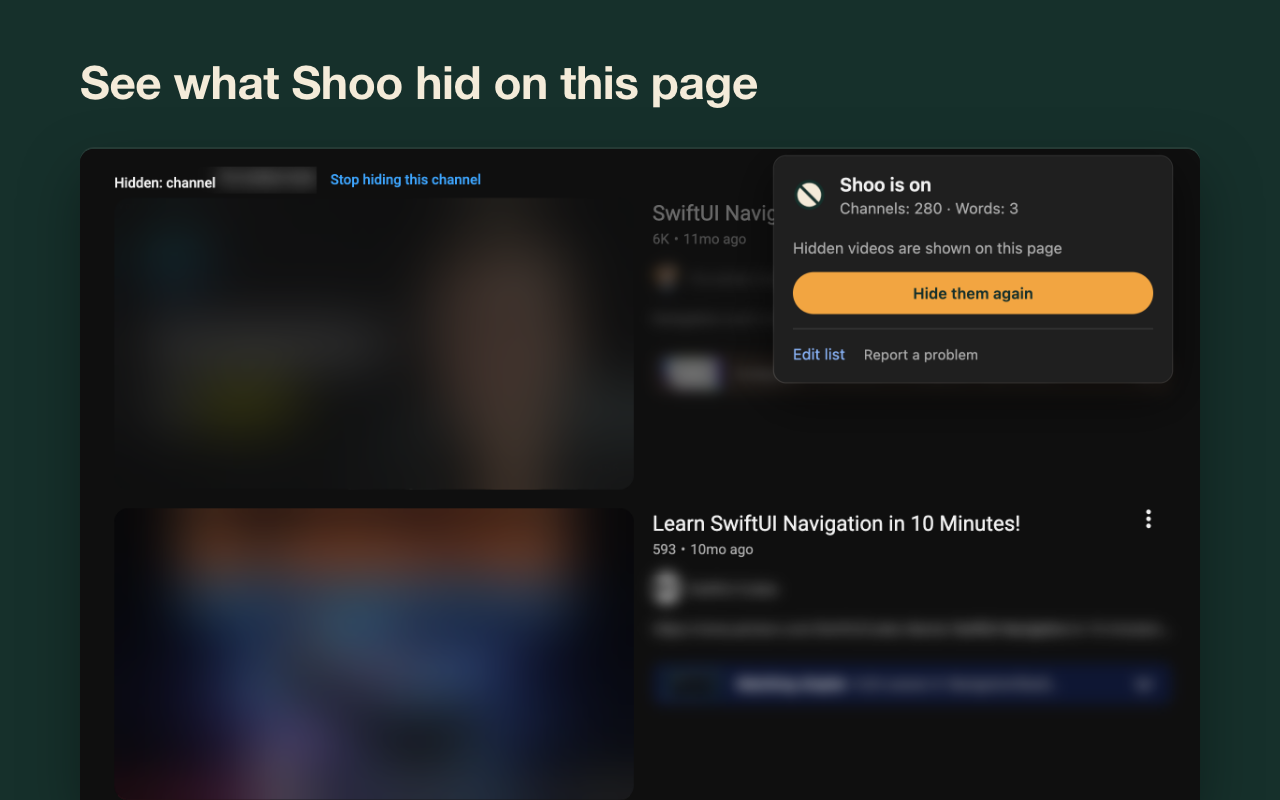 See what Shoo hid on this page
Hidden: channel
Stop hiding this channel
SwiftUI
6K • 11mo ago
Shoo is on
Channels: 280 · Words: 3
Hidden videos are shown on this page
Hide them again
Edit list
Report a problem
Learn SwiftUI Navigation in 10 Minutes!
593 • 10mo ago